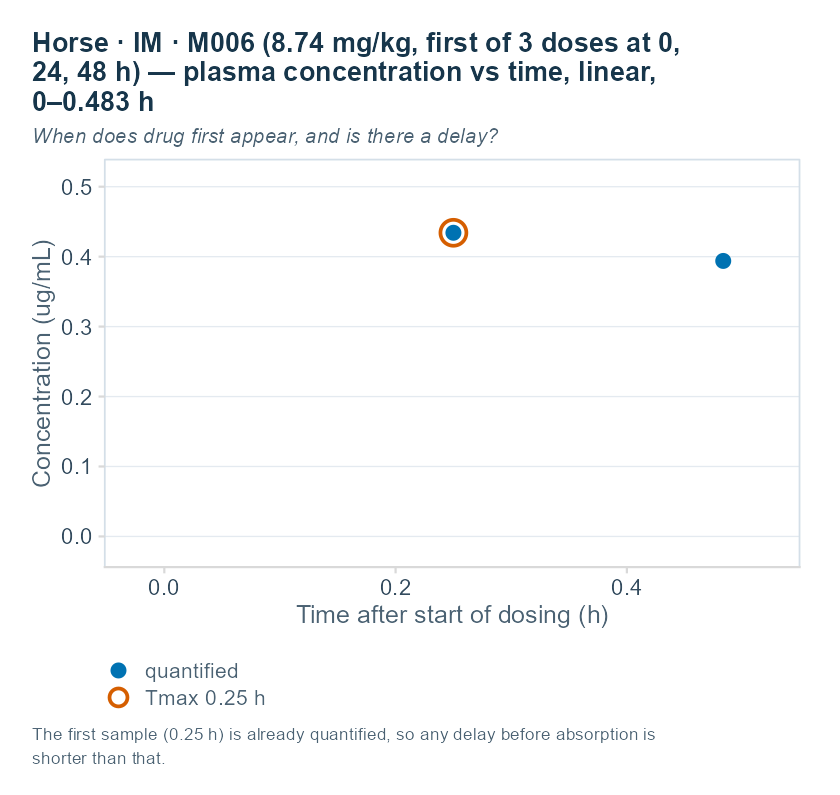 Horse · IM · M006 (8.74 mg/kg, first of 3 doses at 0,
24, 48 h) — plasma concentration vs time, linear,
0–0.483 h
When does drug first appear, and is there a delay?
Concentration (ug/mL)
0.5
0.4
0.3
0.2
0.1
0.0
0.0 0.2 0.4
Time after start of dosing (h)
quantified
Tmax 0.25 h
The first sample (0.25 h) is already quantified, so any delay before absorption is
shorter than that.